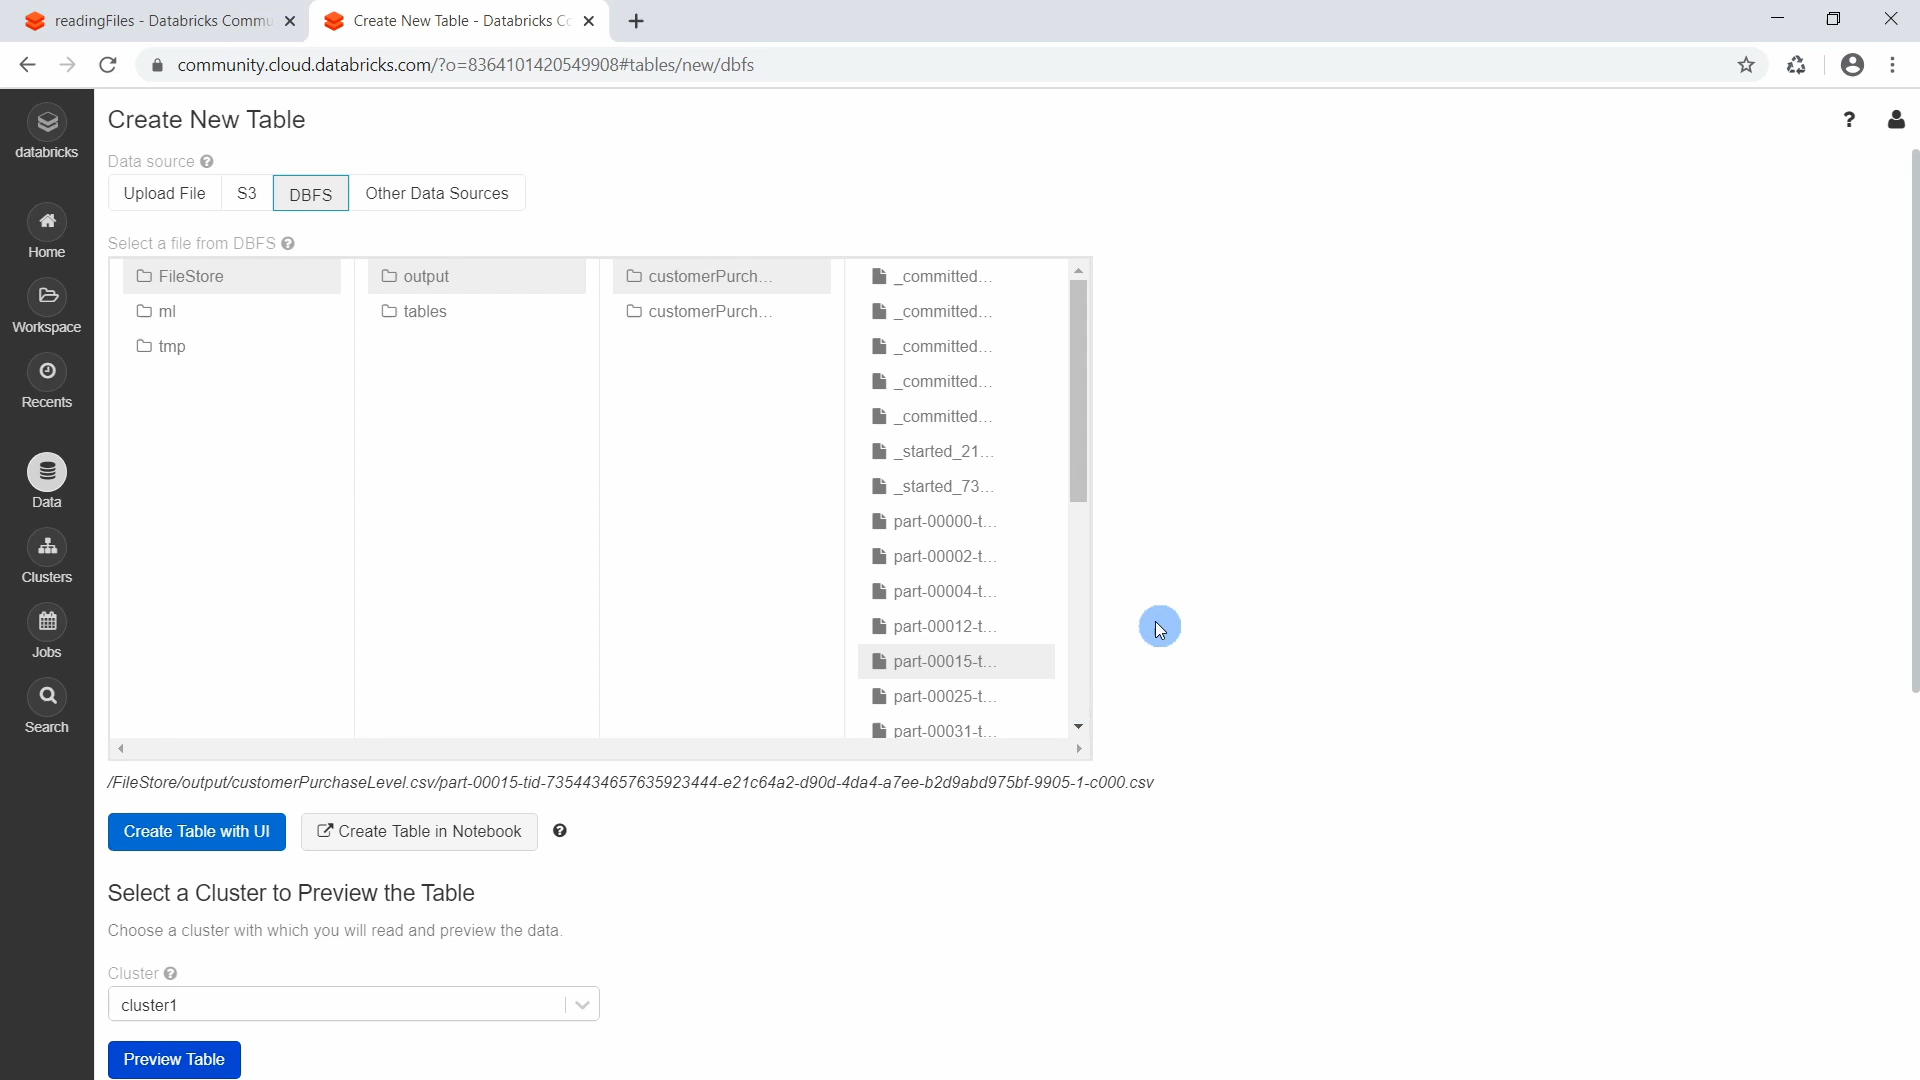 readingFiles - Databricks Commu
Create New Table - Databricks Co
community.cloud.databricks.com/?o=8364101420549908#tables/new/dbfs
databricks
Home
Workspace
Recents
Data
Clusters
Jobs
Search
Create New Table
?
Data source ?
Upload File S3 DBFS Other Data Sources
Select a file from DBFS ?
FileStore
ml
tmp
output
tables
customerPurch...
customerPurch...
_committed...
_committed...
_committed...
_committed...
_committed...
_started_21...
_started_73...
part-00000-t...
part-00002-t...
part-00004-t...
part-00012-t...
part-00015-t...
part-00025-t...
part-00031-t...
/FileStore/output/customerPurchaseLevel.csv/part-00015-tid-7354434657635923444-e21c64a2-d90d-4da4-a7ee-b2d9abd975bf-9905-1-c000.csv
Create Table with UI Create Table in Notebook ?
Select a Cluster to Preview the Table
Choose a cluster with which you will read and preview the data.
Cluster ?
cluster1
Preview Table